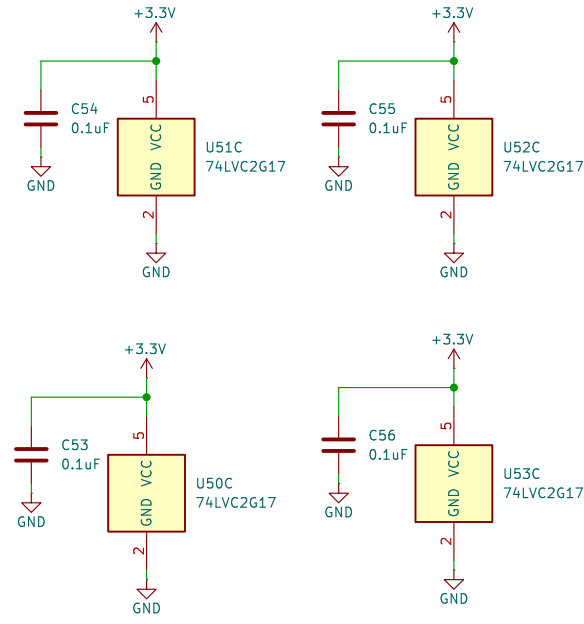 +3.3V
C54
0.1uF
GND
5
VCC
GND
2
U51C
74LVC2G17
GND
+3.3V
C55
0.1uF
GND
5
VCC
GND
2
U52C
74LVC2G17
GND
+3.3V
C53
0.1uF
GND
5
VCC
GND
2
U50C
74LVC2G17
GND
+3.3V
C56
0.1uF
GND
5
VCC
GND
2
U53C
74LVC2G17
GND